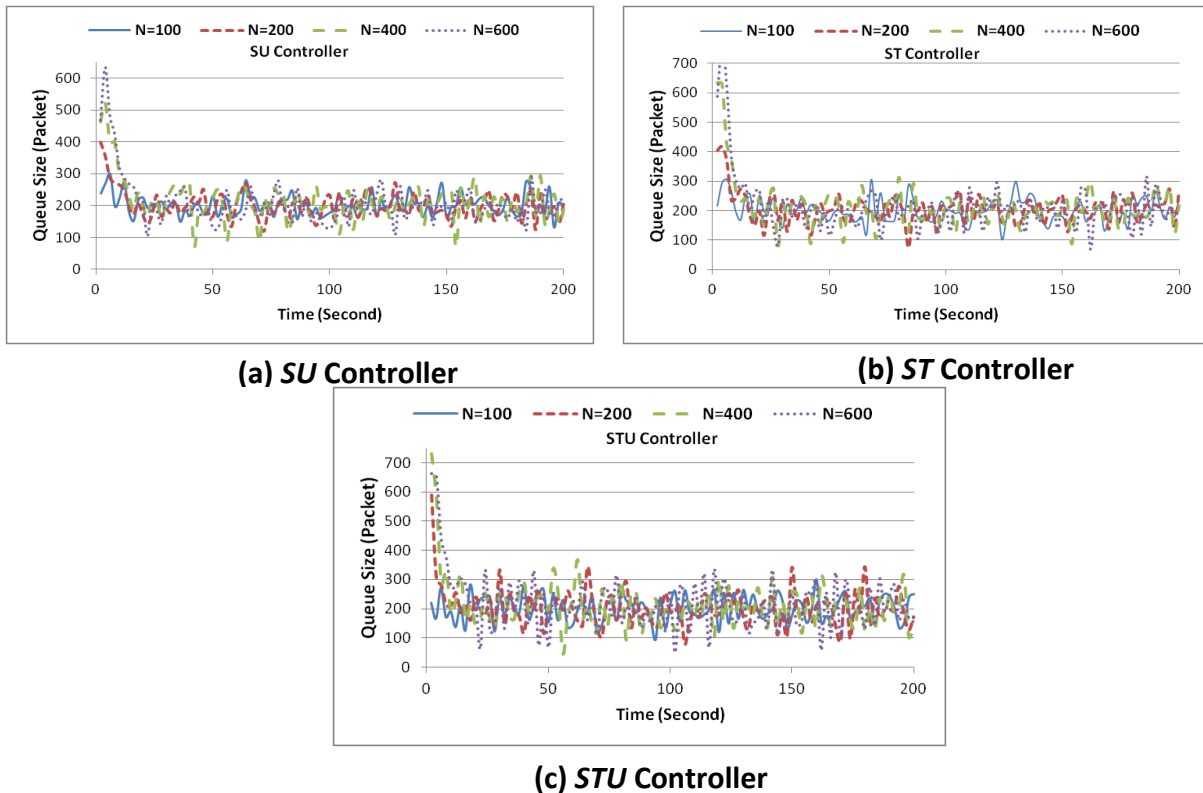 N=100 N=200 N=400 N=600
SU Controller
Queue Size (Packet)
600
500
400
300
200
100
0
0 50 100 150 200
Time (Second)
(a) SU Controller
N=100 N=200 N=400 N=600
ST Controller
Queue Size (Packet)
700
600
500
400
300
200
100
0
0 50 100 150 200
Time (Second)
(b) ST Controller
N=100 N=200 N=400 N=600
STU Controller
Queue Size (Packet)
700
600
500
400
300
200
100
0
0 50 100 150 200
Time (Second)
(c) STU Controller